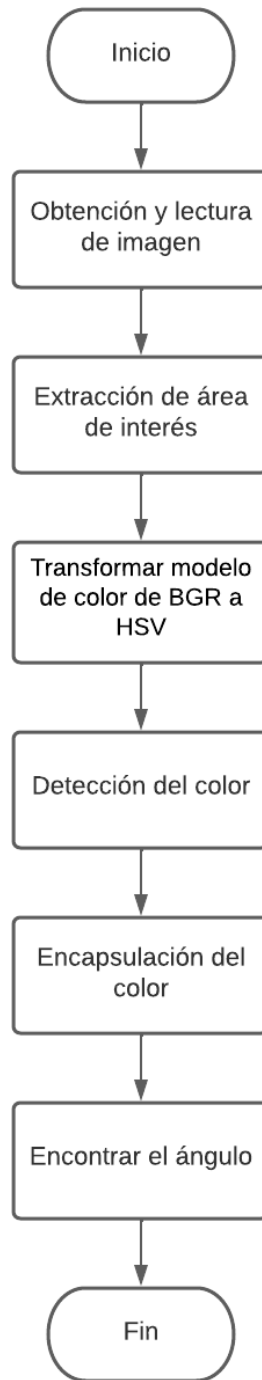 Inicio
Obtención y lectura
de imagen
Extracción de área
de interés
Transformar modelo
de color de BGR a
HSV
Detección del color
Encapsulación del
color
Encontrar el ángulo
Fin